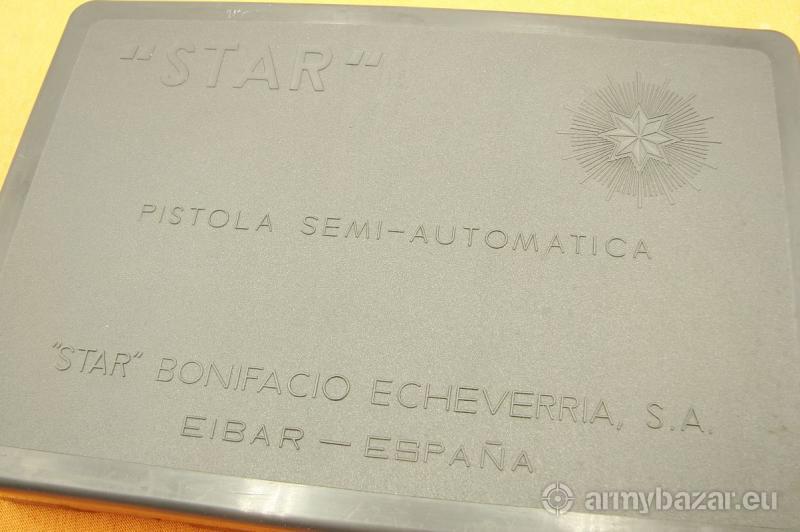 "STAR"
PISTOLA SEMI-AUTOMATICA
"STAR" BONIFACIO ECHEVERRIA, S.A.
EIBAR — ESPAÑA
armybazar.eu